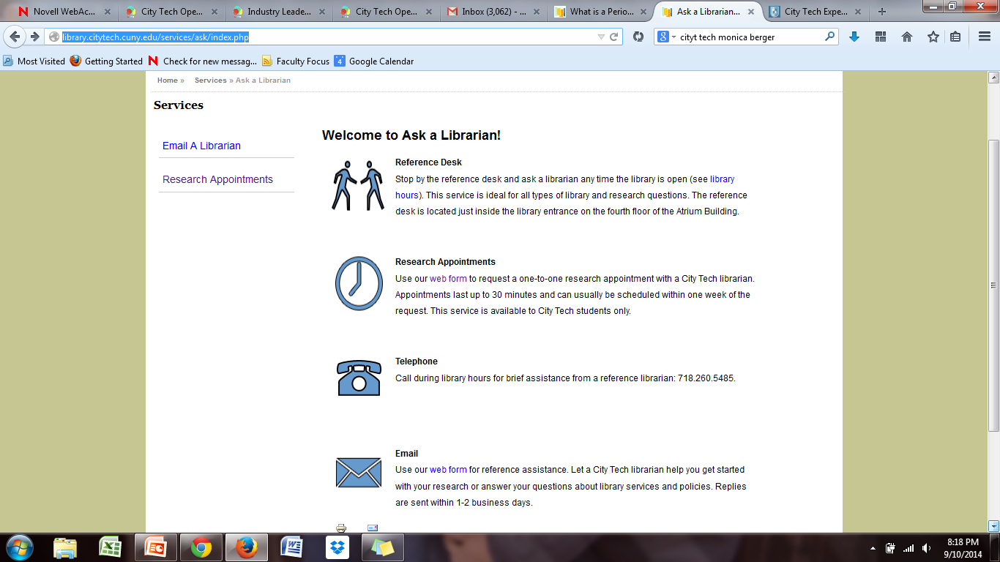 Novell WebAc...
City Tech Ope...
Industry Leade...
City Tech Ope...
Inbox (3,062) - ...
What is a Perio...
Ask a Librarian...
City Tech Expe...
library.citytech.cuny.edu/services/ask/index.php
cityt tech monica berger
Most Visited
Getting Started
Check for new messag...
Faculty Focus
4
Google Calendar
Home »
Services » Ask a Librarian
Services
Email A Librarian
Research Appointments
Welcome to Ask a Librarian!
Reference Desk
Stop by the reference desk and ask a librarian any time the library is open (see library
hours). This service is ideal for all types of library and research questions. The reference
desk is located just inside the library entrance on the fourth floor of the Atrium Building.
Research Appointments
Use our web form to request a one-to-one research appointment with a City Tech librarian.
Appointments last up to 30 minutes and can usually be scheduled within one week of the
request. This service is available to City Tech students only.
Telephone
Call during library hours for brief assistance from a reference librarian: 718.260.5485.
Email
Use our web form for reference assistance. Let a City Tech librarian help you get started
with your research or answer your questions about library services and policies. Replies
are sent within 1-2 business days.
8:18 PM
9/10/2014